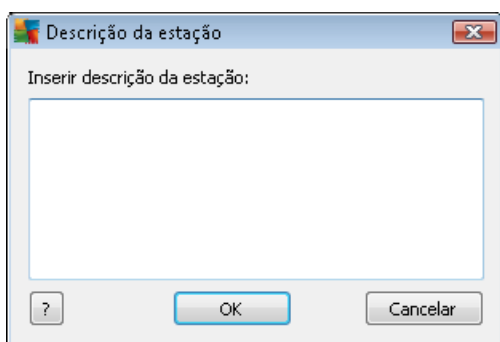 Descrição da estação
Inserir descrição da estação:
? OK Cancelar